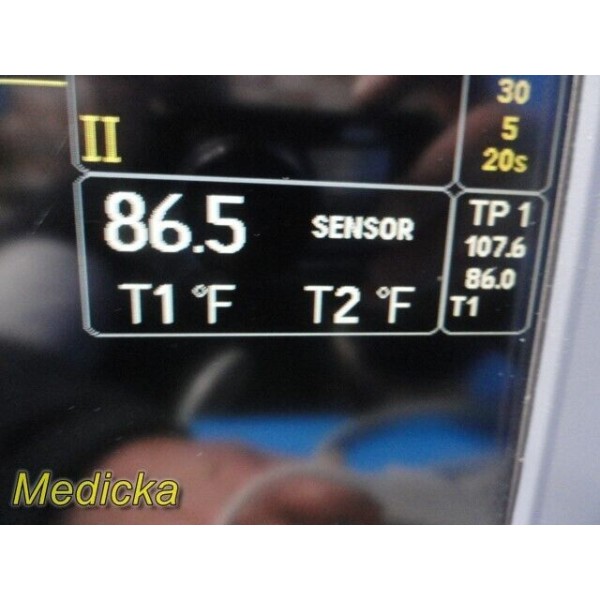 30
II
5
20s
86.5 SENSOR
T1 °F T2 °F
TP 1
107.6
86.0
T1
Medicka